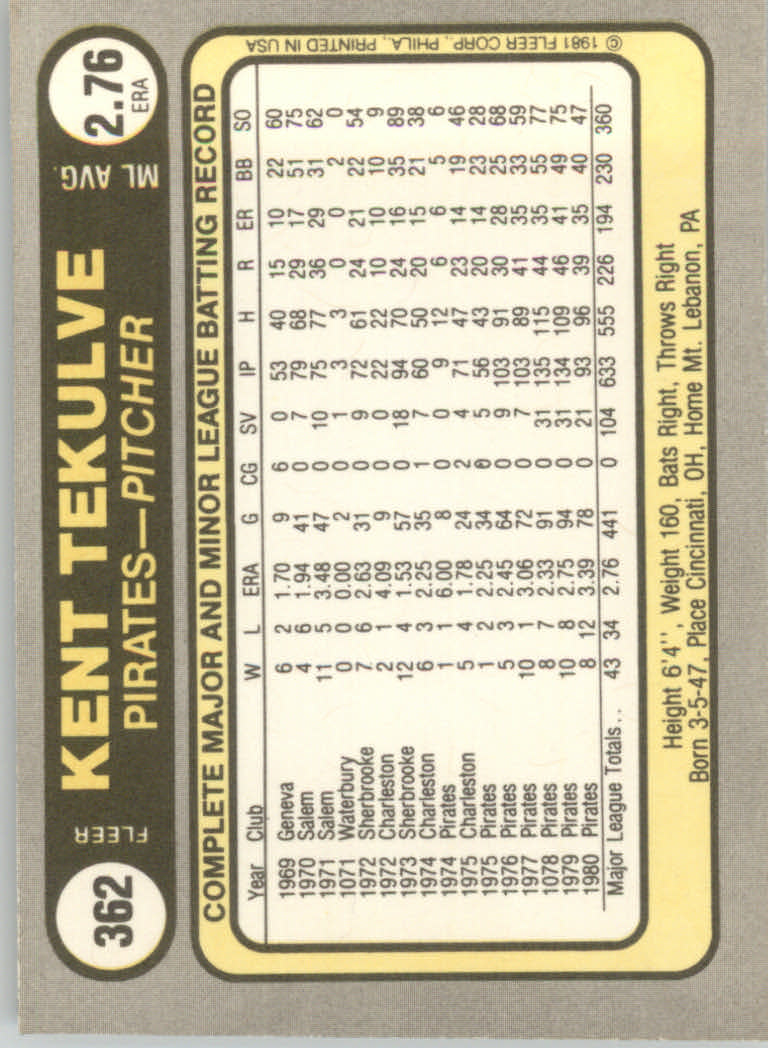 362
FLEER
KENT TEKULVE
PIRATES—PITCHER
ML AVG.
2.76
ERA
COMPLETE MAJOR AND MINOR LEAGUE BATTING RECORD
Year Club W L ERA G CG SV IP H R ER BB SO
1969 Geneva 6 2 1.70 9 6 0 53 40 15 10 22 60
1970 Salem 4 6 1.94 41 0 7 79 68 29 17 51 75
1971 Salem 11 5 3.48 47 0 10 75 77 36 29 31 62
1071 Waterbury 0 0 0.00 2 0 1 3 3 0 0 2 0
1972 Sherbrooke 7 6 2.63 31 0 9 72 61 24 21 22 54
1972 Charleston 2 1 4.09 9 0 0 22 22 10 10 10 9
1973 Sherbrooke 12 4 1.53 57 0 18 94 70 24 16 35 89
1974 Charleston 6 3 2.25 35 1 7 60 50 20 15 21 38
1974 Pirates 1 1 6.00 8 0 0 9 12 6 6 5 6
1975 Charleston 5 4 1.78 24 2 4 71 47 23 14 19 46
1975 Pirates 1 2 2.25 34 0 5 56 43 20 14 23 28
1976 Pirates 5 3 2.45 64 0 9 103 91 30 28 25 68
1977 Pirates 10 1 3.06 72 0 7 103 89 41 35 33 59
1078 Pirates 8 7 2.33 91 0 31 135 115 44 35 55 77
1979 Pirates 10 8 2.75 94 0 31 134 109 46 41 49 75
1980 Pirates 8 12 3.39 78 0 21 93 96 39 35 40 47
Major League Totals.. 43 34 2.76 441 0 104 633 555 226 194 230 360
Height 6'4'', Weight 160, Bats Right, Throws Right
Born 3-5-47, Place Cincinnati, OH, Home Mt. Lebanon, PA
© 1981 FLEER CORP., PHILA., PRINTED IN USA